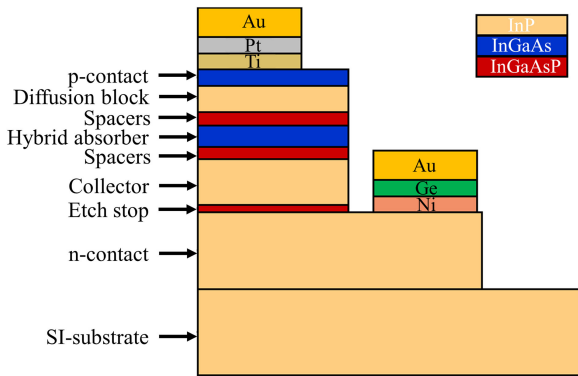 Au
Pt
Ti
p-contact
Diffusion block
Spacers
Hybrid absorber
Spacers
Collector
Etch stop
n-contact
SI-substrate
Au
Ge
Ni
InP
InGaAs
InGaAsP